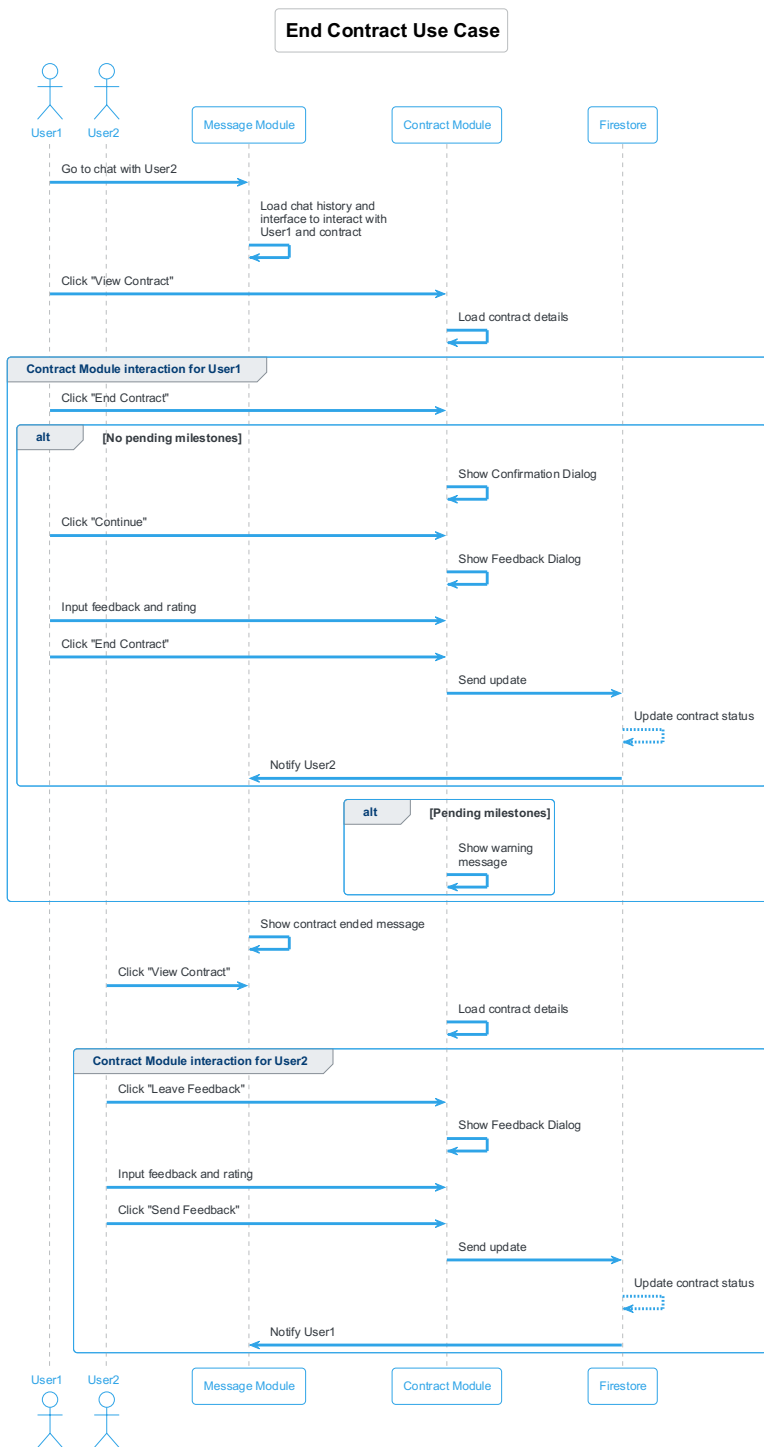 End Contract Use Case
User1
User2
Message Module
Contract Module
Firestore
Go to chat with User2
Load chat history and
interface to interact with
User1 and contract
Click "View Contract"
Load contract details
Contract Module interaction for User1
Click "End Contract"
alt
[No pending milestones]
Show Confirmation Dialog
Click "Continue"
Show Feedback Dialog
Input feedback and rating
Click "End Contract"
Send update
Update contract status
Notify User2
alt
[Pending milestones]
Show warning
message
Show contract ended message
Click "View Contract"
Load contract details
Contract Module interaction for User2
Click "Leave Feedback"
Show Feedback Dialog
Input feedback and rating
Click "Send Feedback"
Send update
Update contract status
Notify User1
User1
User2
Message Module
Contract Module
Firestore